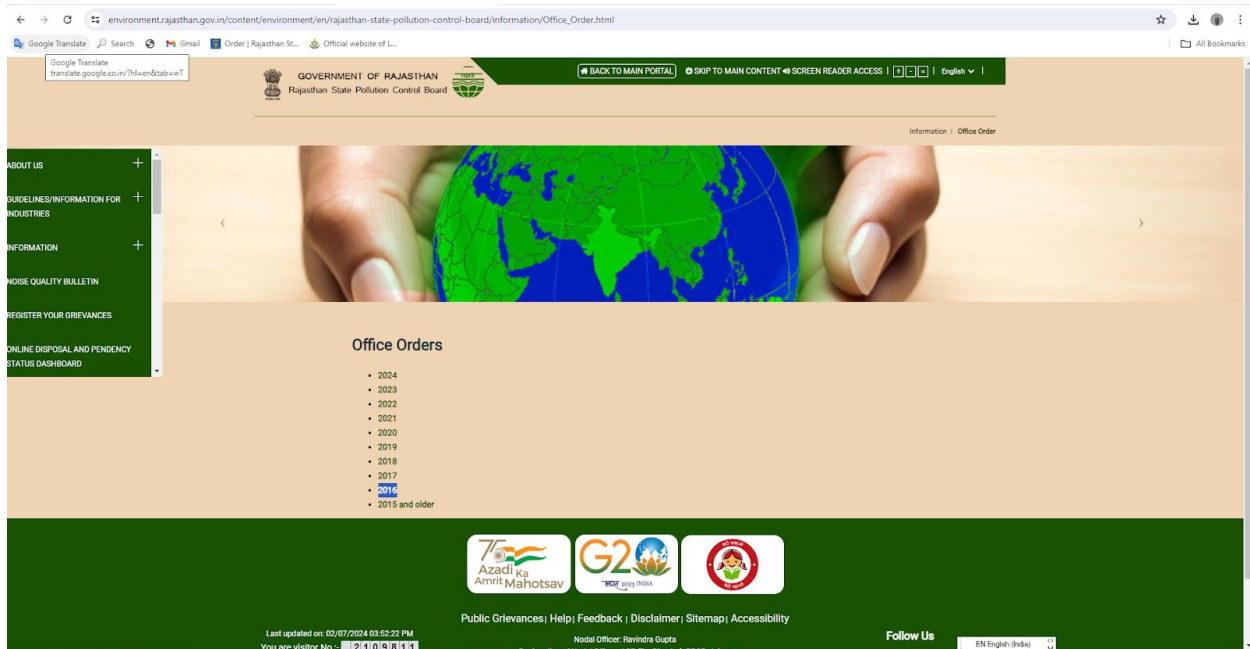 environment.rajasthan.gov.in/content/environment/en/rajasthan-state-pollution-control-board/information/Office_Order.html
Google Translate Search Gmail Order | Rajasthan St... Official website of L... All Bookmarks
Google Translate
translate.google.co.in/?hl=en&tab=wT
GOVERNMENT OF RAJASTHAN
Rajasthan State Pollution Control Board
BACK TO MAIN PORTAL SKIP TO MAIN CONTENT SCREEN READER ACCESS | + - = | English |
Information | Office Order
ABOUT US +
GUIDELINES/INFORMATION FOR +
INDUSTRIES
INFORMATION +
NOISE QUALITY BULLETIN
REGISTER YOUR GRIEVANCES
ONLINE DISPOSAL AND PENDENCY
STATUS DASHBOARD
Office Orders
• 2024
• 2023
• 2022
• 2021
• 2020
• 2019
• 2018
• 2017
• 2016
• 2015 and older
75
Azadi Ka
Amrit Mahotsav
G20
भारत 2023 INDIA
Public Grievances| Help| Feedback | Disclaimer| Sitemap| Accessibility
Last updated on: 02/07/2024 03:52:22 PM
You are visitor No :- 2109811
Nodal Officer: Ravindra Gupta
Follow Us
EN English (India)